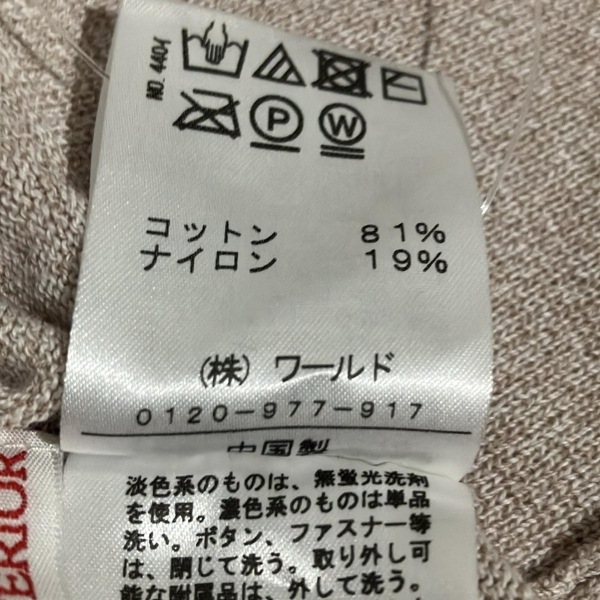 NO. 4404
P
W
コットン 81%
ナイロン 19%
(株) ワールド
0120-977-917
中国製
淡色系のものは、無蛍光洗剤
を使用。濃色系のものは単品
洗い。ボタン、ファスナー等
は、閉じて洗う。取り外し可
能な附属品は、外して洗う。
ERIOR